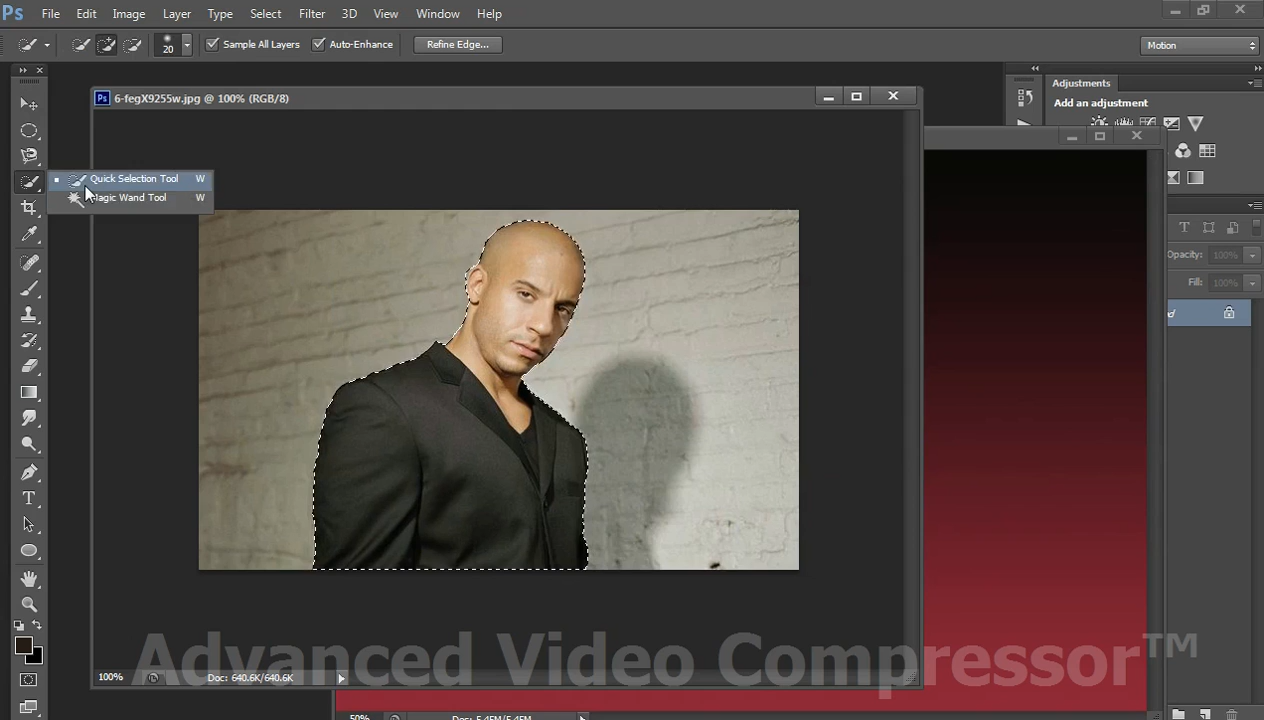 Ps File Edit Image Layer Type Select Filter 3D View Window Help
20 Sample All Layers Auto-Enhance Refine Edge... Motion
Ps 6-fegX9255w.jpg @ 100% (RGB/8)
Adjustments
Add an adjustment
Quick Selection Tool W
Magic Wand Tool W
T
Opacity: 100%
Fill: 100%
T
Advanced Video Compressor™
100% Doc: 640.6K/640.6K
50% Doc: 5.45M/5.45M